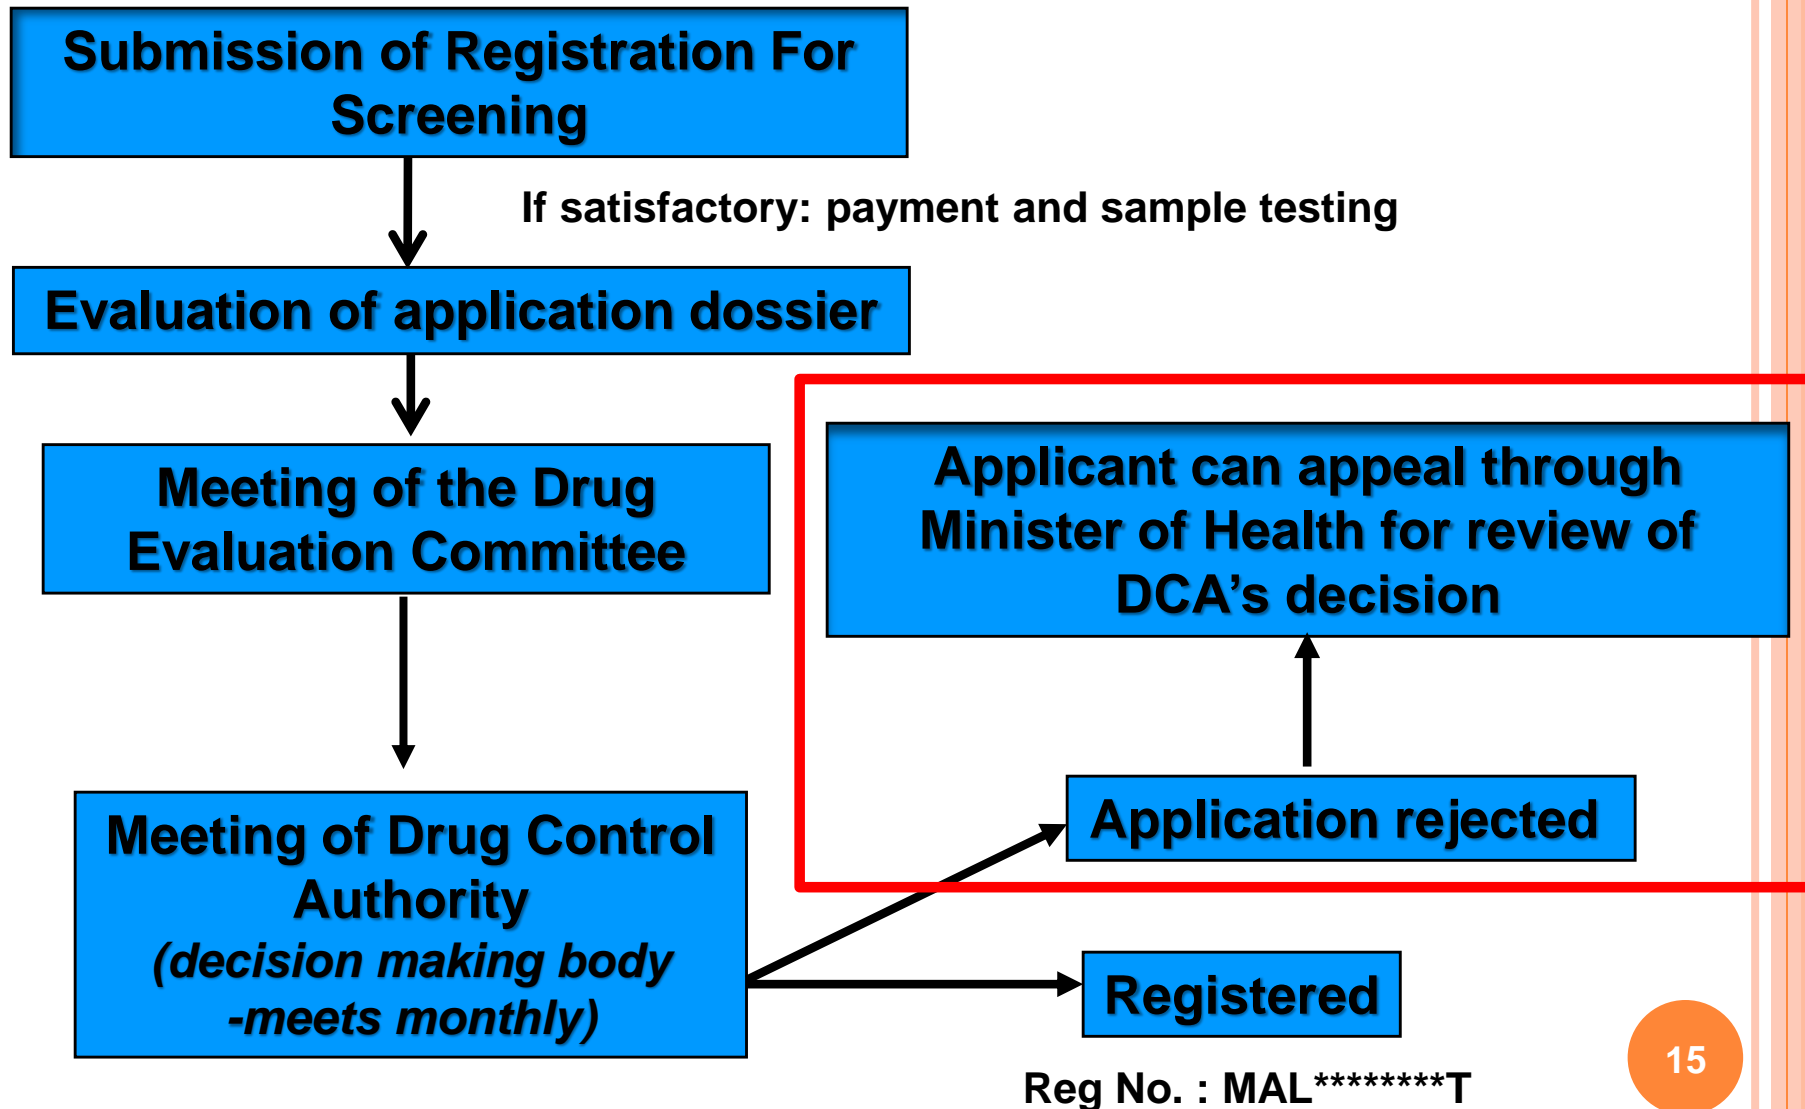 Submission of Registration For
Screening
If satisfactory: payment and sample testing
Evaluation of application dossier
Meeting of the Drug
Evaluation Committee
Applicant can appeal through
Minister of Health for review of
DCA’s decision
Meeting of Drug Control
Authority
(decision making body
-meets monthly)
Application rejected
Registered
Reg No. : MAL********T
15